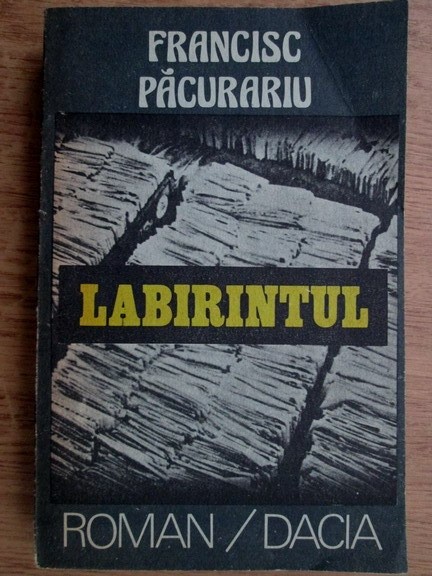 FRANCISC
PĂCURARIU
LABIRINTUL
ROMAN / DACIA